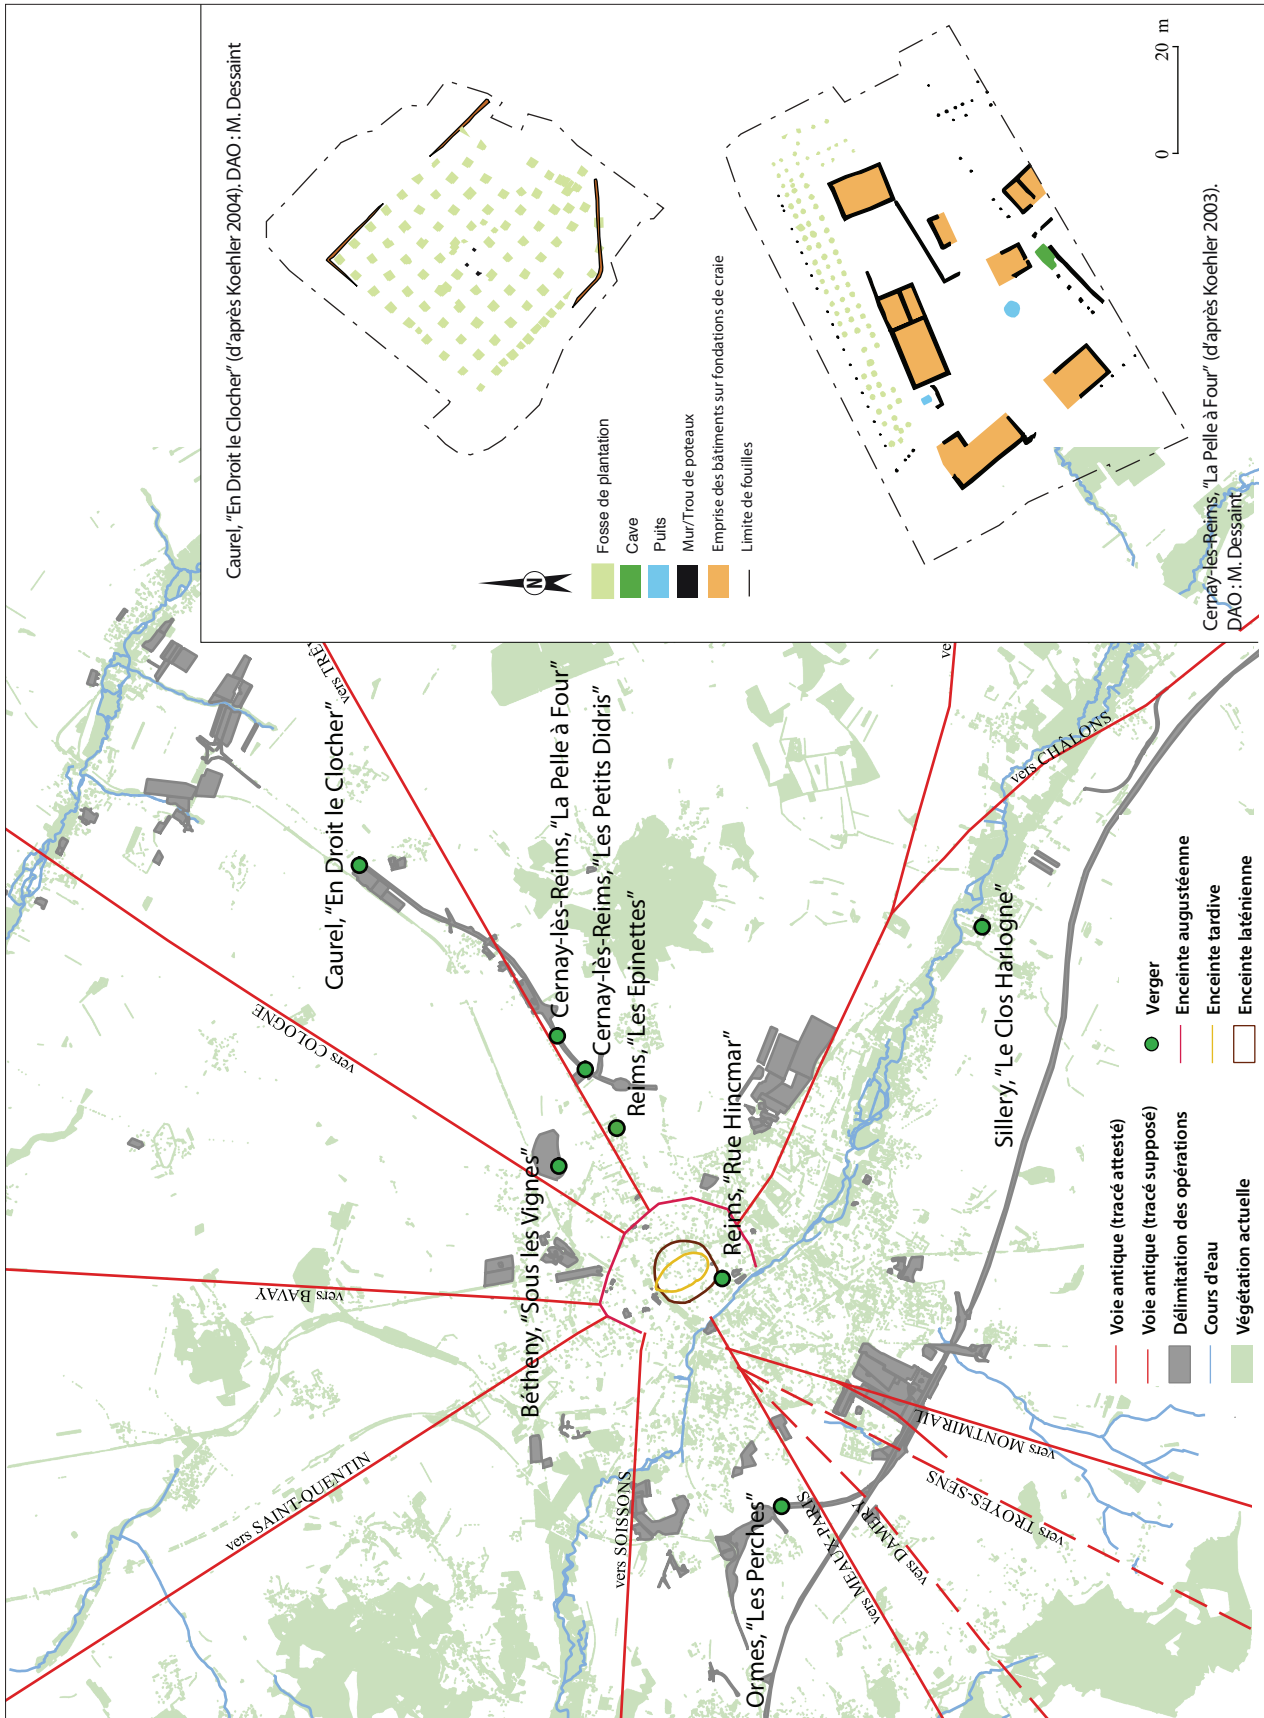 Caurel, “En Droit le Clocher” (d’après Koehler 2004). DAO : M. Dessaint
N
Fosse de plantation
Cave
Puits
Mur/Trou de poteaux
Emprise des bâtiments sur fondations de craie
Limite de fouilles
0 20 m
Cernay-lès-Reims, “La Pelle à Four” (d’après Koehler 2003).
DAO : M. Dessaint
vers SAINT-QUENTIN
vers BAVAY
vers COLOGNE
vers TRÊV
vers SOISSONS
vers MEAUX-PARIS
vers DAMERY
vers TROYES-SENS
vers MONTMIRAIL
vers CHÂLONS
ve
Caurel, “En Droit le Clocher”
Cernay-lès-Reims, “La Pelle à Four”
Cernay-lès-Reims, “Les Petits Didris”
Reims, “Les Epinettes”
Bétheny, “Sous les Vignes”
Reims, “Rue Hincmar”
Ormes, “Les Perches”
Sillery, “Le Clos Harlogne”
Voie antique (tracé attesté)
Voie antique (tracé supposé)
Délimitation des opérations
Cours d'eau
Végétation actuelle
Verger
Enceinte augustéenne
Enceinte tardive
Enceinte laténienne